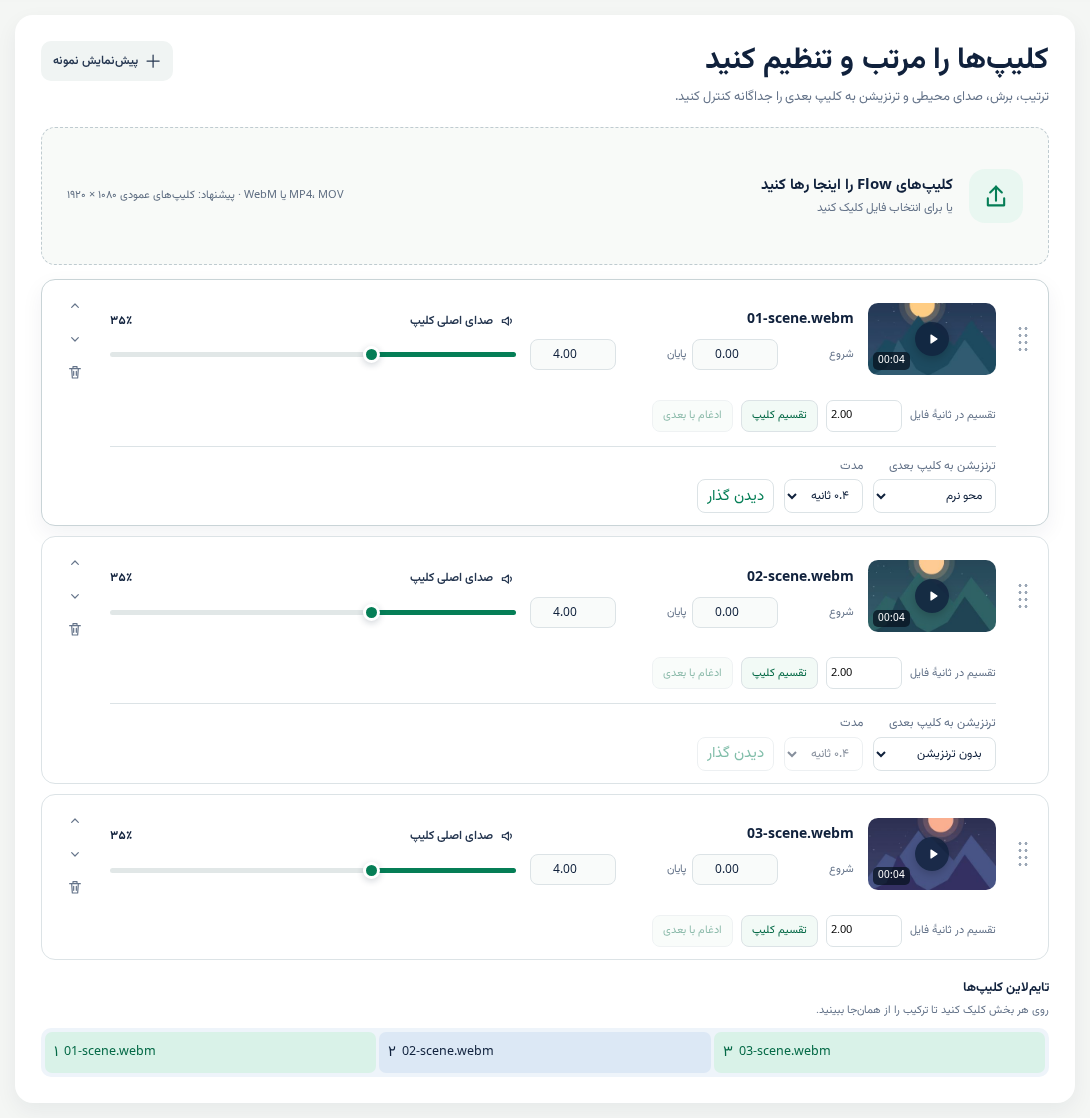 کلیپ‌ها را مرتب و تنظیم کنید
پیش‌نمایش نمونه
ترتیب، برش، صدای محیطی و ترنزیشن به کلیپ بعدی را جداگانه کنترل کنید.
کلیپ‌های Flow را اینجا رها کنید
یا برای انتخاب فایل کلیک کنید
MP4، MOV یا WebM · پیشنهاد: کلیپ‌های عمودی ۱۰۸۰ × ۱۹۲۰
00:04
01-scene.webm
شروع 0.00 پایان 4.00
صدای اصلی کلیپ ۳۵٪
تقسیم در ثانیهٔ فایل 2.00 تقسیم کلیپ ادغام با بعدی
ترنزیشن به کلیپ بعدی مدت
محو نرم ۰.۴ ثانیه دیدن گذار
00:04
02-scene.webm
شروع 0.00 پایان 4.00
صدای اصلی کلیپ ۳۵٪
تقسیم در ثانیهٔ فایل 2.00 تقسیم کلیپ ادغام با بعدی
ترنزیشن به کلیپ بعدی مدت
بدون ترنزیشن ۰.۴ ثانیه دیدن گذار
00:04
03-scene.webm
شروع 0.00 پایان 4.00
صدای اصلی کلیپ ۳۵٪
تقسیم در ثانیهٔ فایل 2.00 تقسیم کلیپ ادغام با بعدی
تایم‌لاین کلیپ‌ها
روی هر بخش کلیک کنید تا ترکیب را از همان‌جا ببینید.
۱ 01-scene.webm
۲ 02-scene.webm
۳ 03-scene.webm